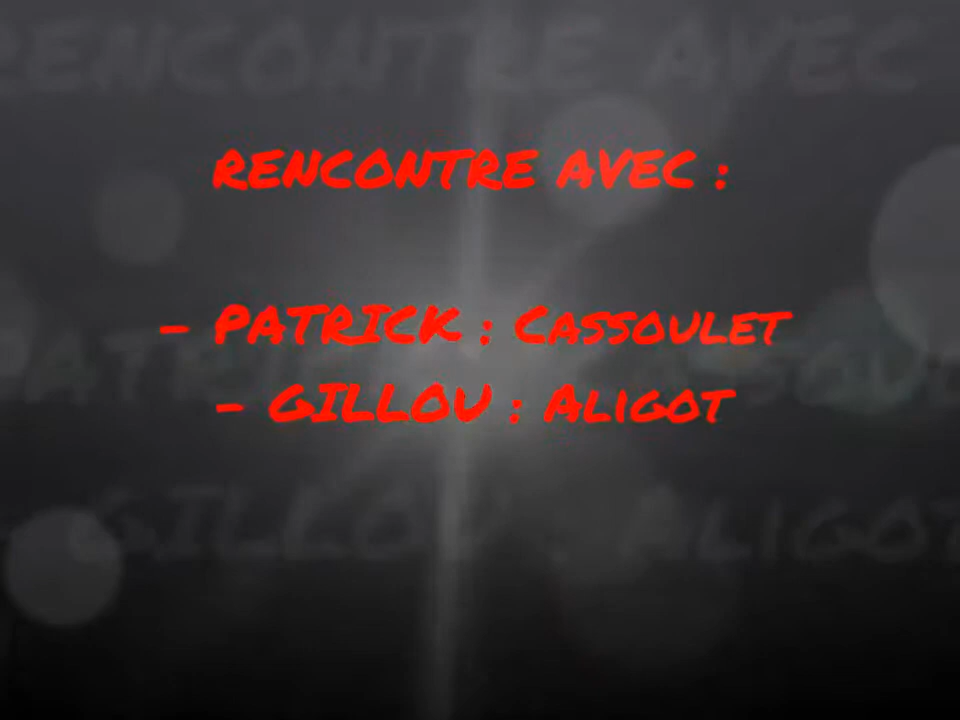 RENCONTRE AVEC :
- PATRICK : CASSOULET
- GILLOU : ALIGOT